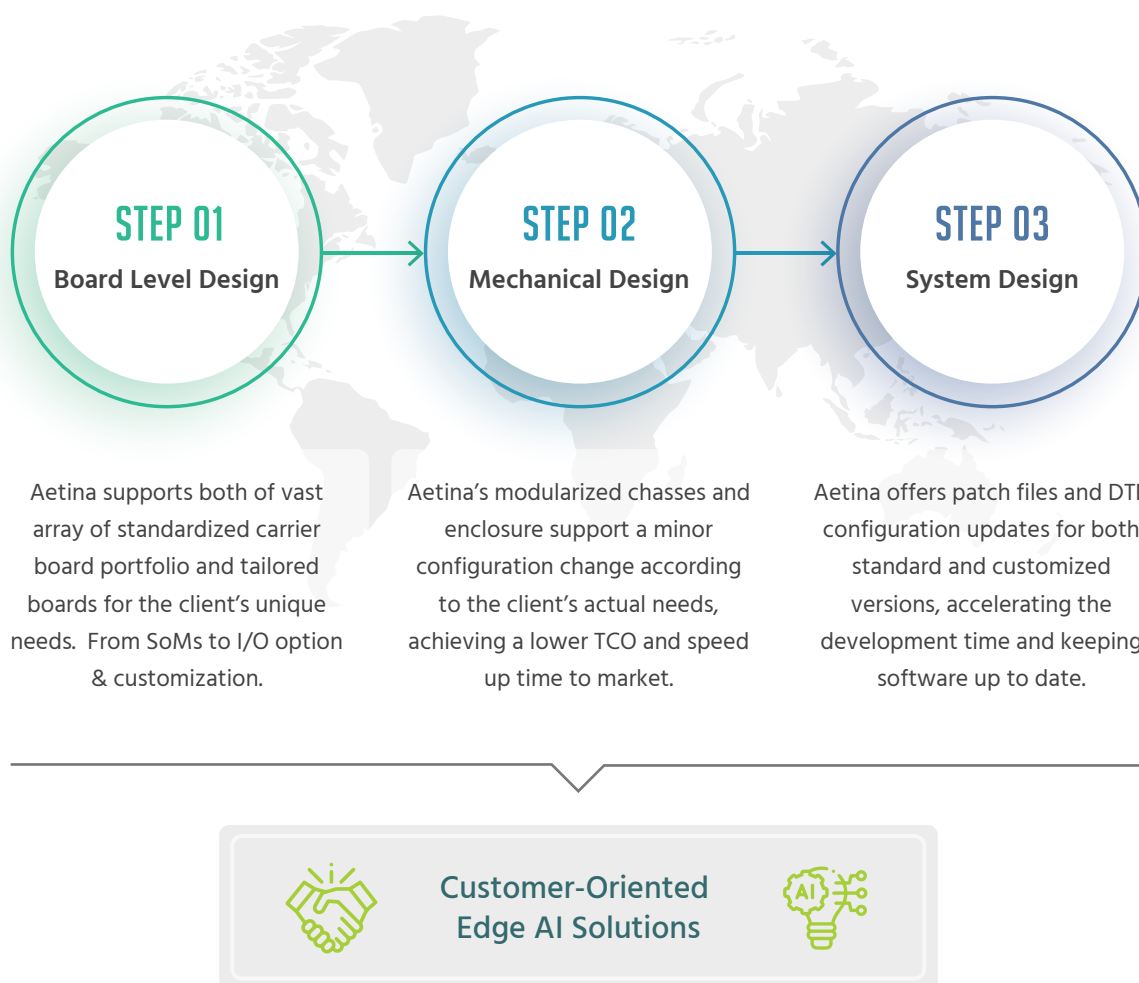 STEP 01
Board Level Design
STEP 02
Mechanical Design
STEP 03
System Design
Aetina supports both of vast
array of standardized carrier
board portfolio and tailored
boards for the client's unique
needs.  From SoMs to I/O option
& customization.
Aetina's modularized chasses and
enclosure support a minor
configuration change according
to the client's actual needs,
achieving a lower TCO and speed
up time to market.
Aetina offers patch files and
configuration updates for both
standard and customized
versions, accelerating the
development time and keeping
software up to date.
Customer-Oriented
Edge AI Solutions
AI